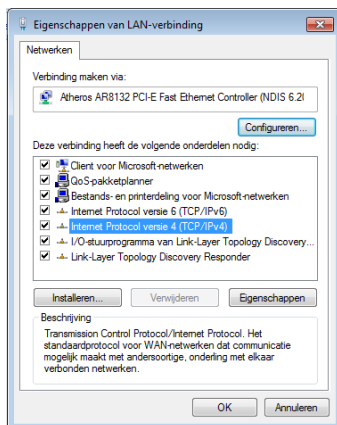 Eigenschappen van LAN-verbinding
Netwerken
Verbinding maken via:
Atheros AR8132 PCI-E Fast Ethernet Controller (NDIS 6.20
Configureren...
Deze verbinding heeft de volgende onderdelen nodig:
Client voor Microsoft-netwerken
QoS-pakketplanner
Bestands- en printerdeling voor Microsoft-netwerken
Internet Protocol versie 6 (TCP/IPv6)
Internet Protocol versie 4 (TCP/IPv4)
I/O-stuurprogramma van Link-Layer Topology Discovery...
Link-Layer Topology Discovery Responder
Installeren...
Verwijderen
Eigenschappen
Beschrijving
Transmission Control Protocol/Internet Protocol. Het
standaardprotocol voor WAN-netwerken dat communicatie
mogelijk maakt met andersoortige, onderling met elkaar
verbonden netwerken.
OK
Annuleren